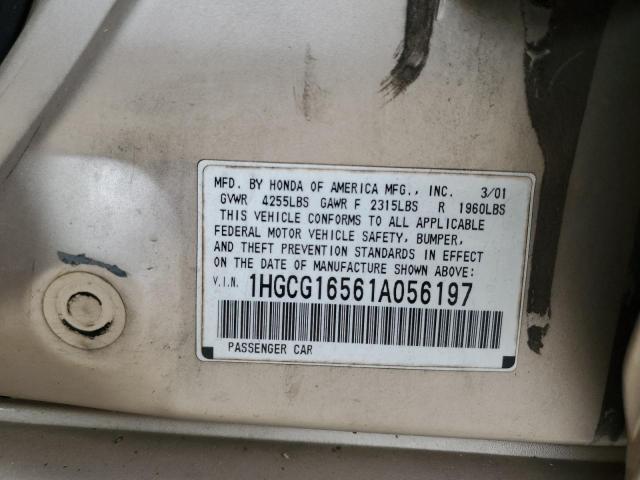 MFD. BY HONDA OF AMERICA MFG., INC. 3/01
GVWR 4255LBS GAWR F 2315LBS R 1960LBS
THIS VEHICLE CONFORMS TO ALL APPLICABLE
FEDERAL MOTOR VEHICLE SAFETY, BUMPER,
AND THEFT PREVENTION STANDARDS IN EFFECT
ON THE DATE OF MANUFACTURE SHOWN ABOVE:
V.I.N. 1HGCG16561A056197
PASSENGER CAR